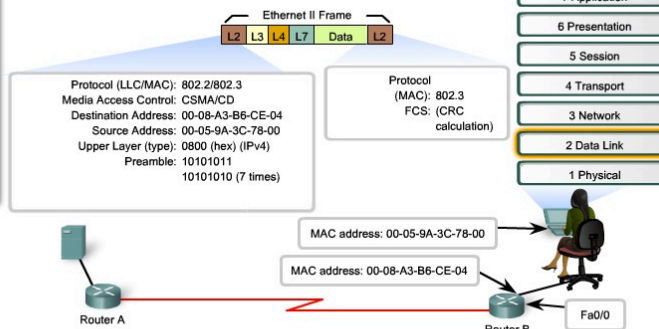 Ethernet II Frame
L2 L3 L4 L7 Data L2
Protocol (LLC/MAC): 802.2/802.3
Media Access Control: CSMA/CD
Destination Address: 00-08-A3-B6-CE-04
Source Address: 00-05-9A-3C-78-00
Upper Layer (type): 0800 (hex) (IPv4)
Preamble: 10101011
10101010 (7 times)
Protocol
(MAC): 802.3
FCS: (CRC
calculation)
6 Presentation
5 Session
4 Transport
3 Network
2 Data Link
1 Physical
MAC address: 00-05-9A-3C-78-00
MAC address: 00-08-A3-B6-CE-04
Fa0/0
Router A
Router B